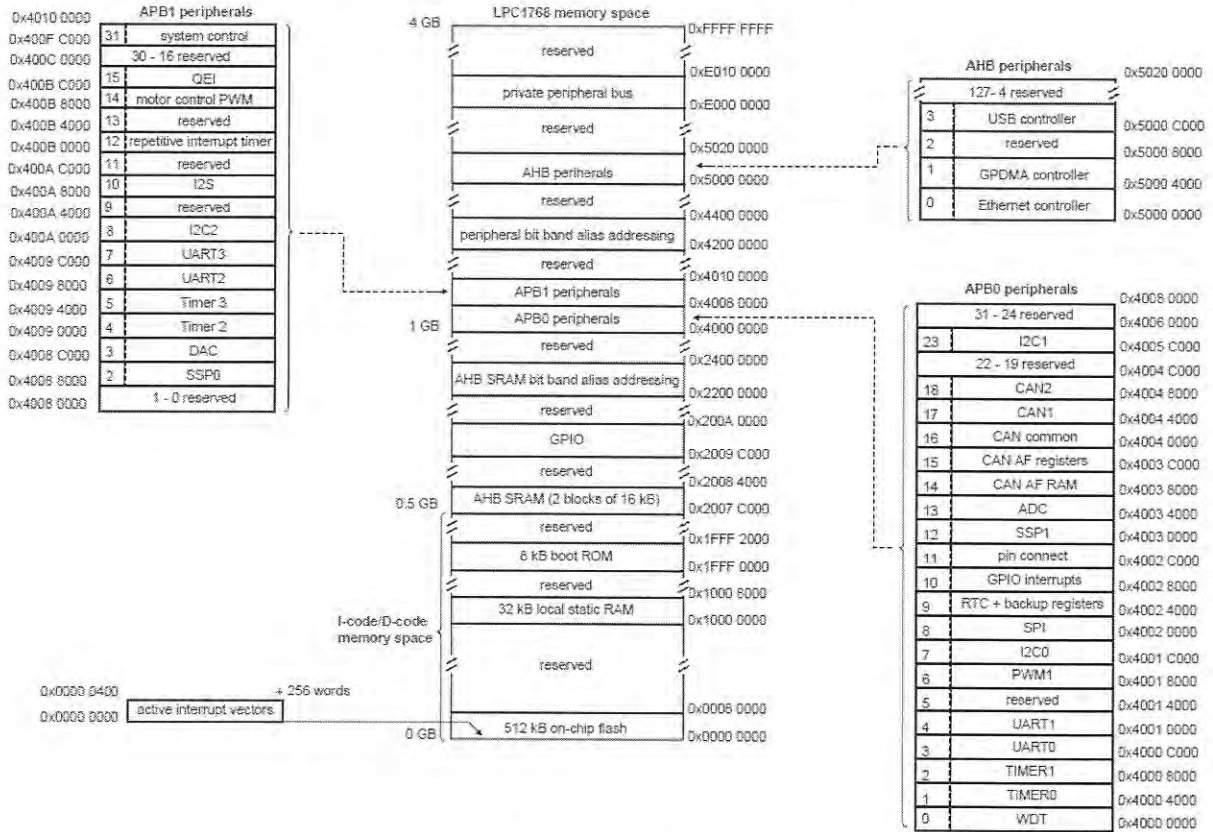 APB1 peripherals
0x4010 0000
31 system control
0x400F C000
30 - 16 reserved
0x400C 0000
15 QEI
0x400B C000
14 motor control PWM
0x400B 8000
13 reserved
0x400B 4000
12 repetitive interrupt timer
0x400B 0000
11 reserved
0x400A C000
10 I2S
0x400A 8000
9 reserved
0x400A 4000
8 I2C2
0x400A 0000
7 UART3
0x4009 C000
6 UART2
0x4009 8000
5 Timer 3
0x4009 4000
4 Timer 2
0x4009 0000
3 DAC
0x4008 C000
2 SSP0
0x4008 8000
1 - 0 reserved
0x4008 0000
LPC1768 memory space
4 GB
0xFFFF FFFF
reserved
0xE010 0000
private peripheral bus
0xE000 0000
reserved
0x5020 0000
AHB periherals
0x5000 0000
reserved
0x4400 0000
peripheral bit band alias addressing
0x4200 0000
reserved
0x4010 0000
APB1 peripherals
0x4008 0000
APB0 peripherals
1 GB
0x4000 0000
reserved
0x2400 0000
AHB SRAM bit band alias addressing
0x2200 0000
reserved
0x200A 0000
GPIO
0x2009 C000
reserved
0x2008 4000
AHB SRAM (2 blocks of 16 kB)
0.5 GB
0x2007 C000
reserved
0x1FFF 2000
8 kB boot ROM
0x1FFF 0000
reserved
0x1000 8000
32 kB local static RAM
0x1000 0000
I-code/D-code
memory space
reserved
0x0008 0000
512 kB on-chip flash
0 GB
0x0000 0000
0x0000 0400
+ 256 words
active interrupt vectors
0x0000 0000
AHB peripherals
0x5020 0000
127- 4 reserved
3 USB controller
0x5000 C000
2 reserved
0x5000 8000
1 GPDMA controller
0x5000 4000
0 Ethernet controller
0x5000 0000
APB0 peripherals
0x4008 0000
31 - 24 reserved
0x4006 0000
23 I2C1
0x4005 C000
22 - 19 reserved
0x4004 C000
18 CAN2
0x4004 8000
17 CAN1
0x4004 4000
16 CAN common
0x4004 0000
15 CAN AF registers
0x4003 C000
14 CAN AF RAM
0x4003 8000
13 ADC
0x4003 4000
12 SSP1
0x4003 0000
11 pin connect
0x4002 C000
10 GPIO interrupts
0x4002 8000
9 RTC + backup registers
0x4002 4000
8 SPI
0x4002 0000
7 I2C0
0x4001 C000
6 PWM1
0x4001 8000
5 reserved
0x4001 4000
4 UART1
0x4001 0000
3 UART0
0x4000 C000
2 TIMER1
0x4000 8000
1 TIMER0
0x4000 4000
0 WDT
0x4000 0000